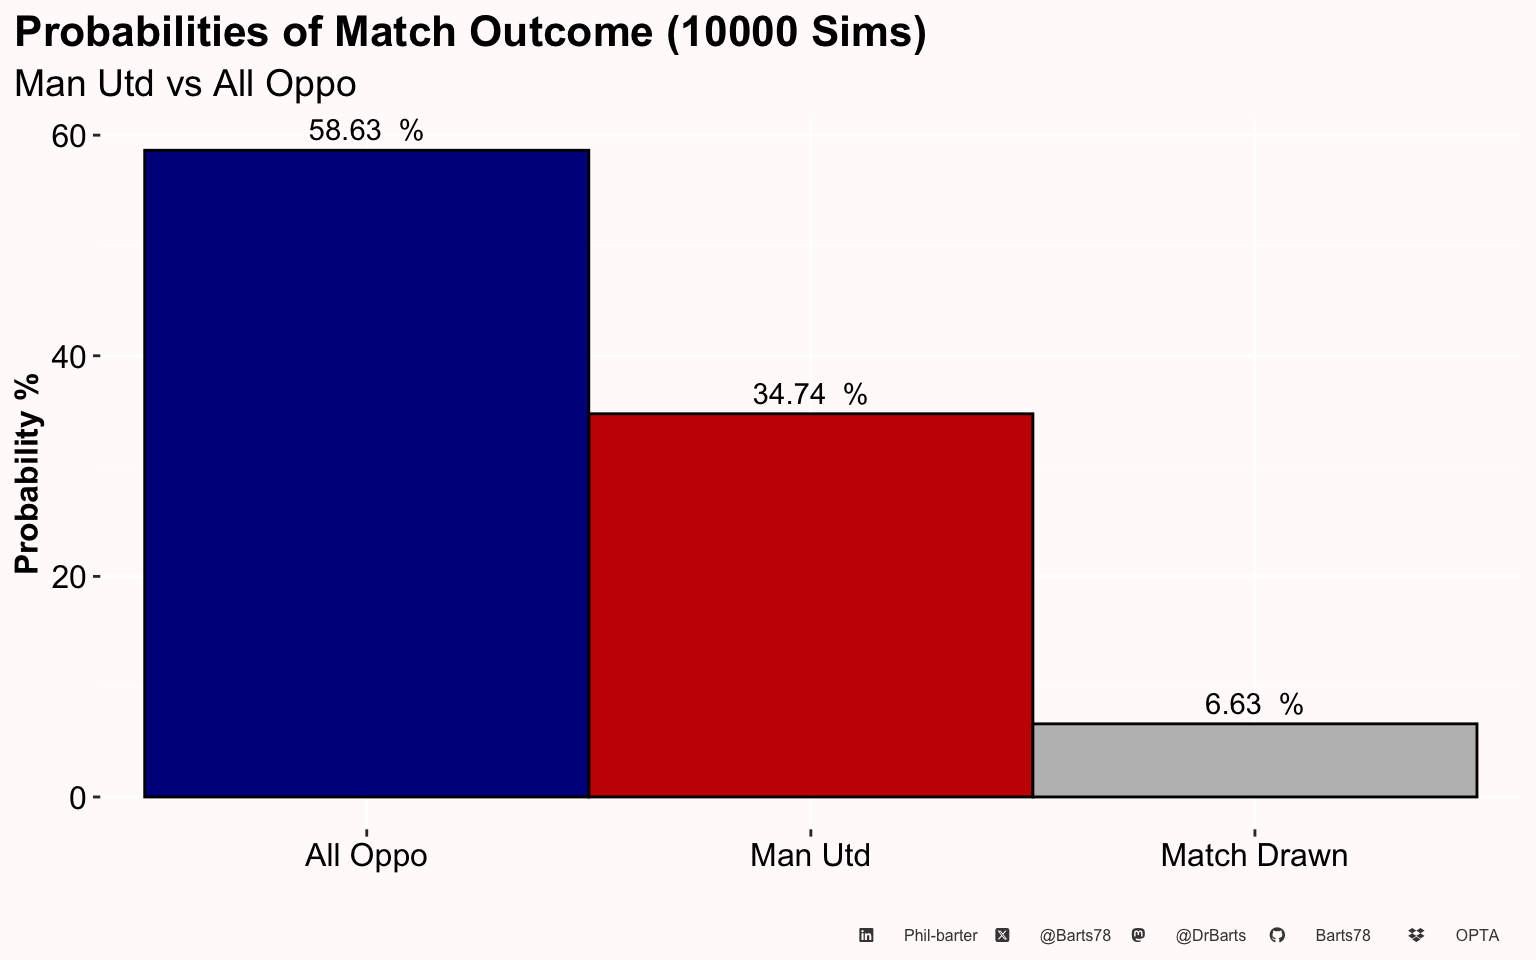 Probabilities of Match Outcome (10000 Sims)
Man Utd vs All Oppo
Probability %
60
40
20
0
58.63 %
34.74 %
6.63 %
All Oppo
Man Utd
Match Drawn
Phil-barter @Barts78 @DrBarts Barts78 OPTA